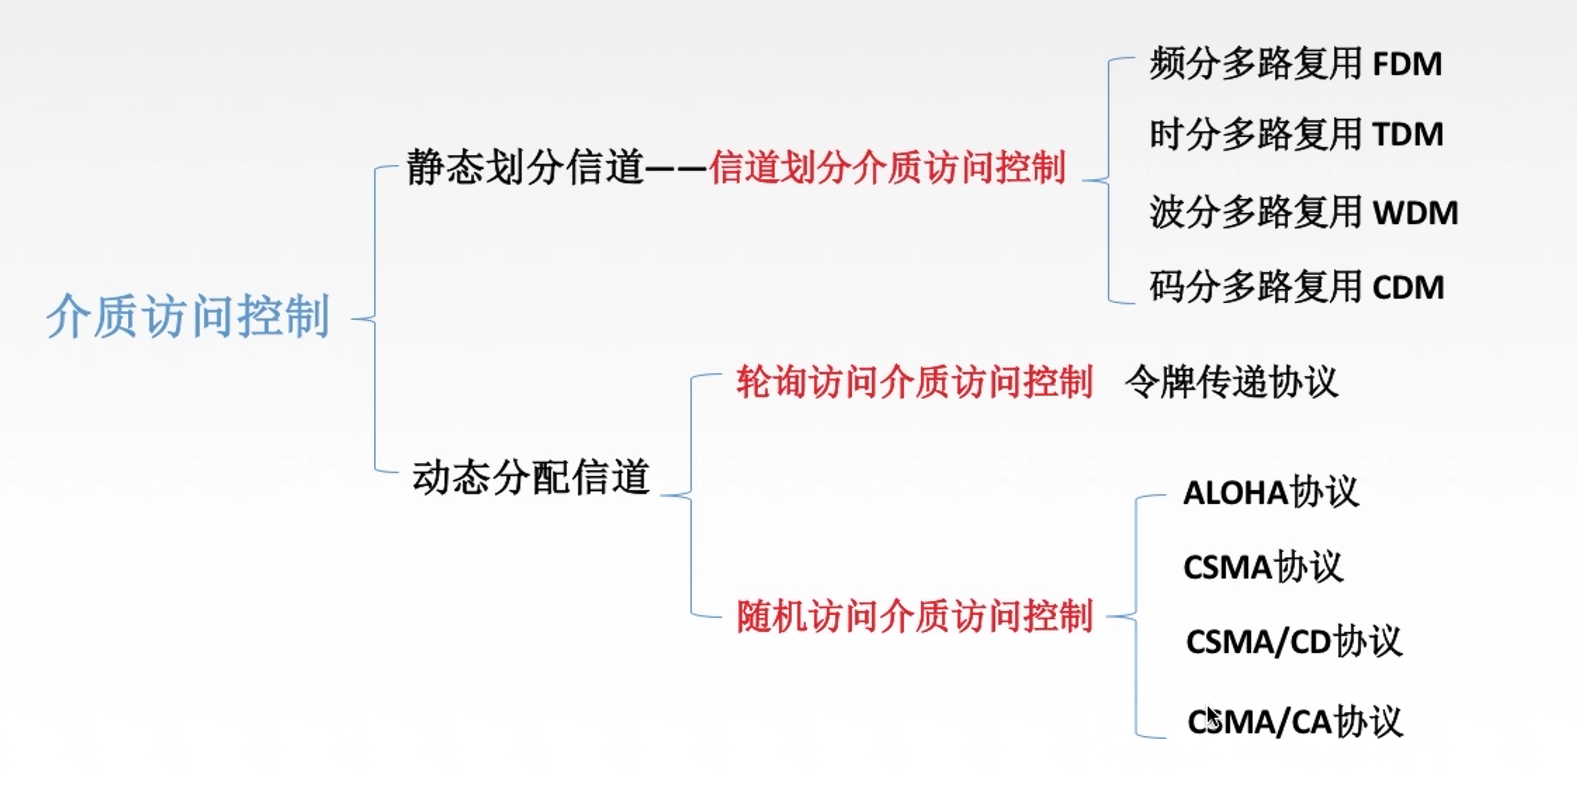 介质访问控制
静态划分信道——信道划分介质访问控制
频分多路复用 FDM
时分多路复用 TDM
波分多路复用 WDM
码分多路复用 CDM
动态分配信道
轮询访问介质访问控制 令牌传递协议
随机访问介质访问控制
ALOHA协议
CSMA协议
CSMA/CD协议
CSMA/CA协议